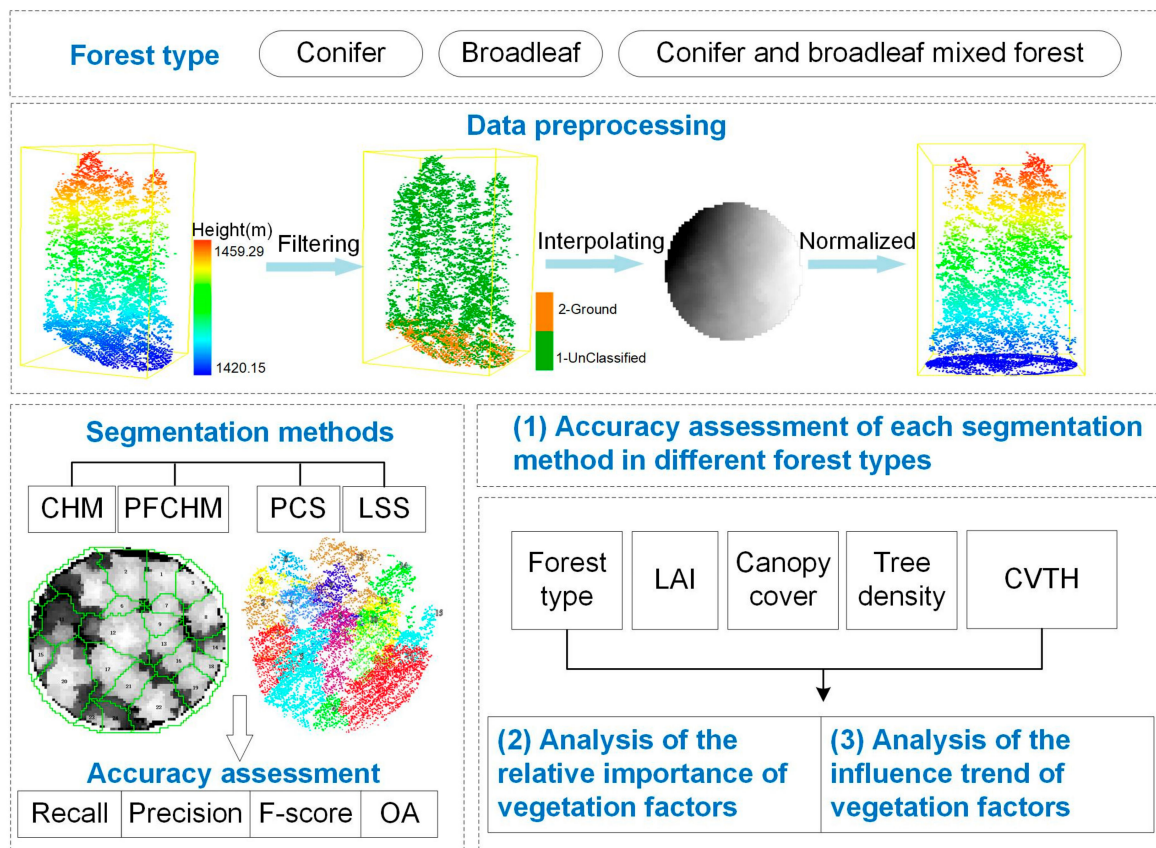 Forest type
Conifer
Broadleaf
Conifer and broadleaf mixed forest
Data preprocessing
Height(m)
1459.29
1420.15
Filtering
2-Ground
1-UnClassified
Interpolating
Normalized
Segmentation methods
CHM
PFCHM
PCS
LSS
Accuracy assessment
Recall
Precision
F-score
OA
(1) Accuracy assessment of each segmentation
method in different forest types
Forest
type
LAI
Canopy
cover
Tree
density
CVTH
(2) Analysis of the
relative importance of
vegetation factors
(3) Analysis of the
influence trend of
vegetation factors